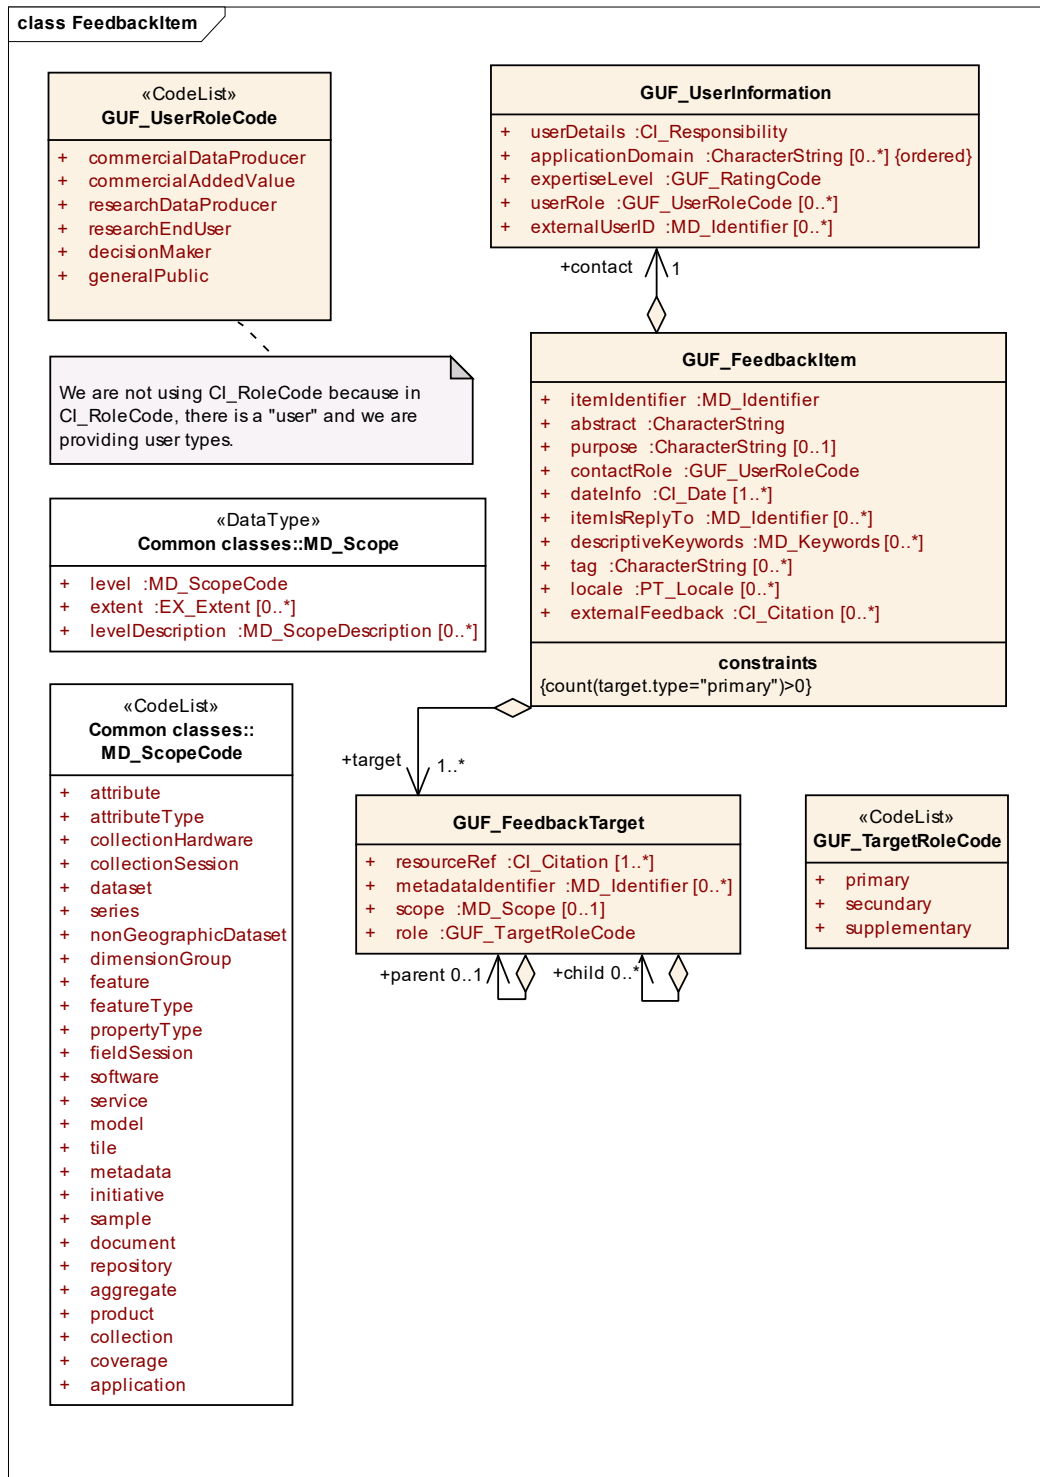 class FeedbackItem
«CodeList»
GUF_UserRoleCode
+ commercialDataProducer
+ commercialAddedValue
+ researchDataProducer
+ researchEndUser
+ decisionMaker
+ generalPublic
GUF_UserInformation
+ userDetails :CI_Responsibility
+ applicationDomain :CharacterString [0..*] {ordered}
+ expertiseLevel :GUF_RatingCode
+ userRole :GUF_UserRoleCode [0..*]
+ externalUserID :MD_Identifier [0..*]
+contact 1
We are not using CI_RoleCode because in
CI_RoleCode, there is a "user" and we are
providing user types.
GUF_FeedbackItem
+ itemIdentifier :MD_Identifier
+ abstract :CharacterString
+ purpose :CharacterString [0..1]
+ contactRole :GUF_UserRoleCode
+ dateInfo :CI_Date [1..*]
+ itemIsReplyTo :MD_Identifier [0..*]
+ descriptiveKeywords :MD_Keywords [0..*]
+ tag :CharacterString [0..*]
+ locale :PT_Locale [0..*]
+ externalFeedback :CI_Citation [0..*]
constraints
{count(target.type="primary")>0}
«DataType»
Common classes::MD_Scope
+ level :MD_ScopeCode
+ extent :EX_Extent [0..*]
+ levelDescription :MD_ScopeDescription [0..*]
«CodeList»
Common classes::
MD_ScopeCode
+ attribute
+ attributeType
+ collectionHardware
+ collectionSession
+ dataset
+ series
+ nonGeographicDataset
+ dimensionGroup
+ feature
+ featureType
+ propertyType
+ fieldSession
+ software
+ service
+ model
+ tile
+ metadata
+ initiative
+ sample
+ document
+ repository
+ aggregate
+ product
+ collection
+ coverage
+ application
+target 1..*
GUF_FeedbackTarget
+ resourceRef :CI_Citation [1..*]
+ metadataIdentifier :MD_Identifier [0..*]
+ scope :MD_Scope [0..1]
+ role :GUF_TargetRoleCode
+parent 0..1
+child 0..*
«CodeList»
GUF_TargetRoleCode
+ primary
+ secundary
+ supplementary